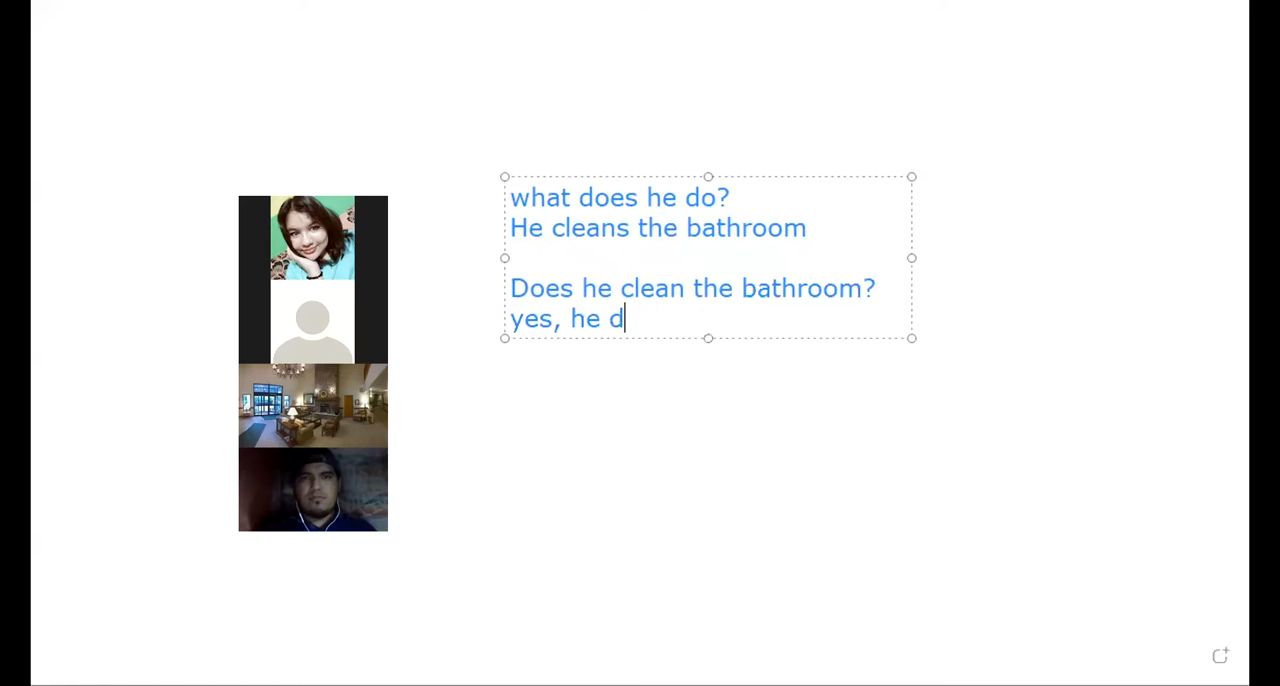 what does he do?
He cleans the bathroom
Does he clean the bathroom?
yes, he d